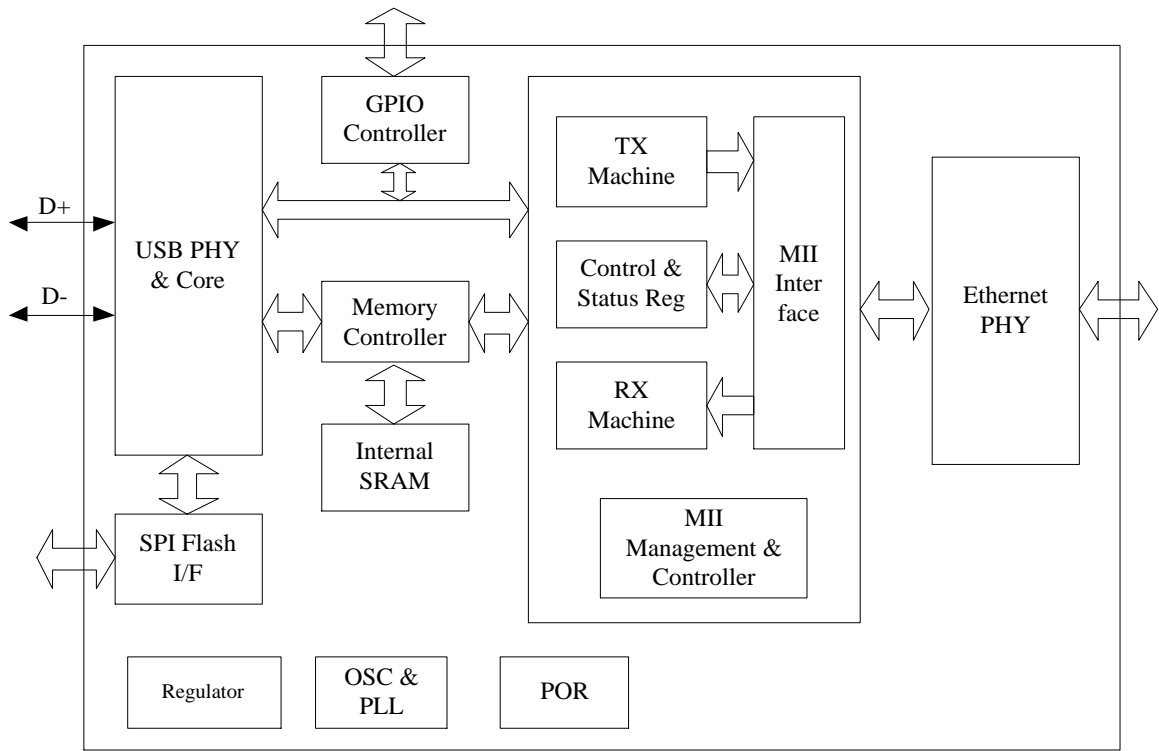 GPIO
Controller
TX
Machine
D+
USB PHY
& Core
D-
Memory
Controller
Control &
Status Reg
MII
Inter
face
Ethernet
PHY
RX
Machine
Internal
SRAM
SPI Flash
I/F
MII
Management &
Controller
Regulator
OSC &
PLL
POR